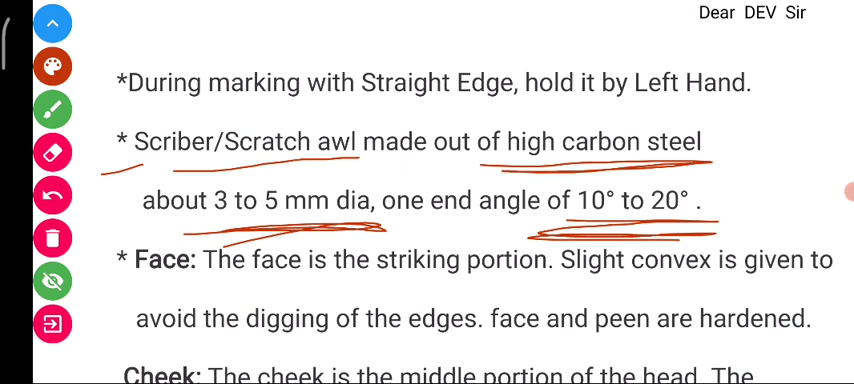 Dear DEV Sir
*During marking with Straight Edge, hold it by Left Hand.
* Scriber/Scratch awl made out of high carbon steel
about 3 to 5 mm dia, one end angle of 10° to 20° .
* Face: The face is the striking portion. Slight convex is given to
avoid the digging of the edges. face and peen are hardened.
Cheek: The cheek is the middle portion of the head. The